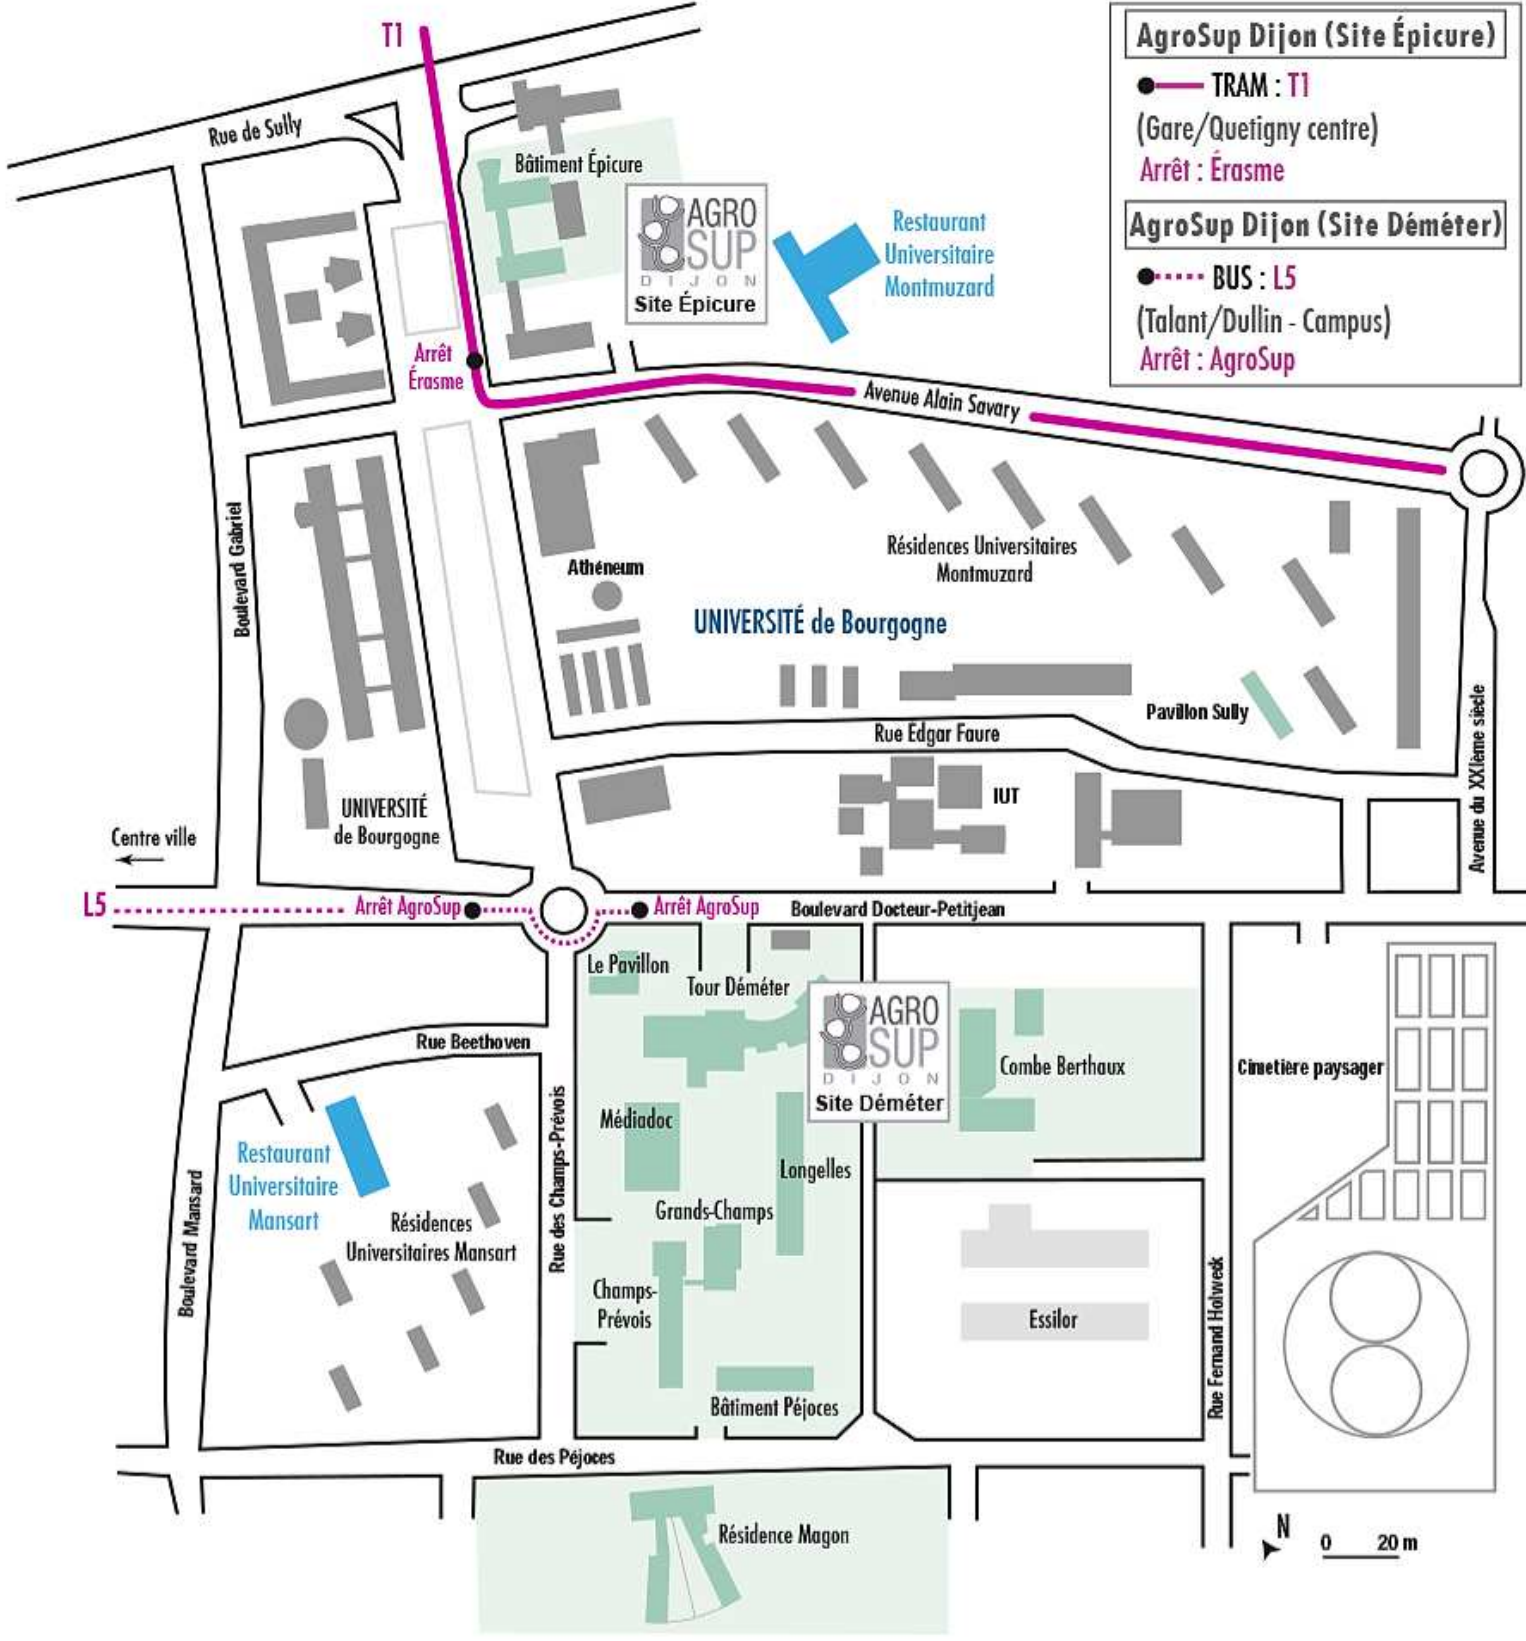 T1
AgroSup Dijon (Site Épicure)
TRAM : T1
(Gare/Quetigny centre)
Arrêt : Érasme
AgroSup Dijon (Site Déméter)
BUS : L5
(Talant/Dullin - Campus)
Arrêt : AgroSup
Rue de Sully
Bâtiment Épicure
AGRO
SUP
DIJON
Site Épicure
Restaurant
Universitaire
Montmuzard
Arrêt
Érasme
Avenue Alain Savary
Boulevard Gabriel
Athéneum
Résidences Universitaires
Montmuzard
UNIVERSITÉ de Bourgogne
Pavillon Sully
Avenue du XXIème siècle
Rue Edgar Faure
IUT
UNIVERSITÉ
de Bourgogne
Centre ville
L5
Arrêt AgroSup
Arrêt AgroSup
Boulevard Docteur-Petitjean
Le Pavillon
Tour Déméter
AGRO
SUP
DIJON
Site Déméter
Combe Berthaux
Cimetière paysager
Rue Beethoven
Rue des Champs-Prévois
Médiadoc
Longelles
Restaurant
Universitaire
Mansart
Boulevard Mansard
Résidences
Universitaires Mansart
Grands-Champs
Champs-
Prévois
Essilor
Rue Fernand Holweck
Bâtiment Péjoces
Rue des Péjoces
Résidence Magon
N
0 20 m